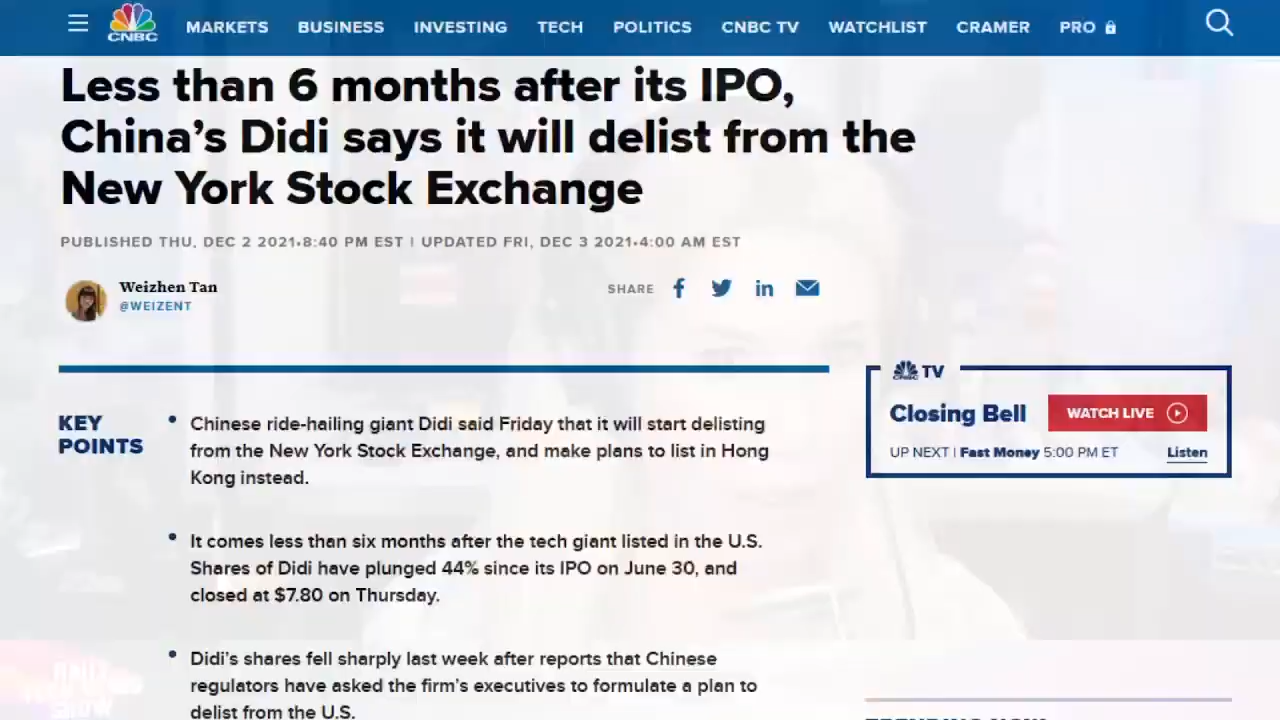 CNBC
MARKETS BUSINESS INVESTING TECH POLITICS CNBC TV WATCHLIST CRAMER PRO
Less than 6 months after its IPO,
China’s Didi says it will delist from the
New York Stock Exchange
PUBLISHED THU, DEC 2 2021•8:40 PM EST | UPDATED FRI, DEC 3 2021•4:00 AM EST
Weizhen Tan
@WEIZENT
SHARE
CNBC TV
Closing Bell WATCH LIVE
UP NEXT | Fast Money 5:00 PM ET Listen
KEY
POINTS
Chinese ride-hailing giant Didi said Friday that it will start delisting
from the New York Stock Exchange, and make plans to list in Hong
Kong instead.
It comes less than six months after the tech giant listed in the U.S.
Shares of Didi have plunged 44% since its IPO on June 30, and
closed at $7.80 on Thursday.
Didi’s shares fell sharply last week after reports that Chinese
regulators have asked the firm’s executives to formulate a plan to
delist from the U.S.
SHOW